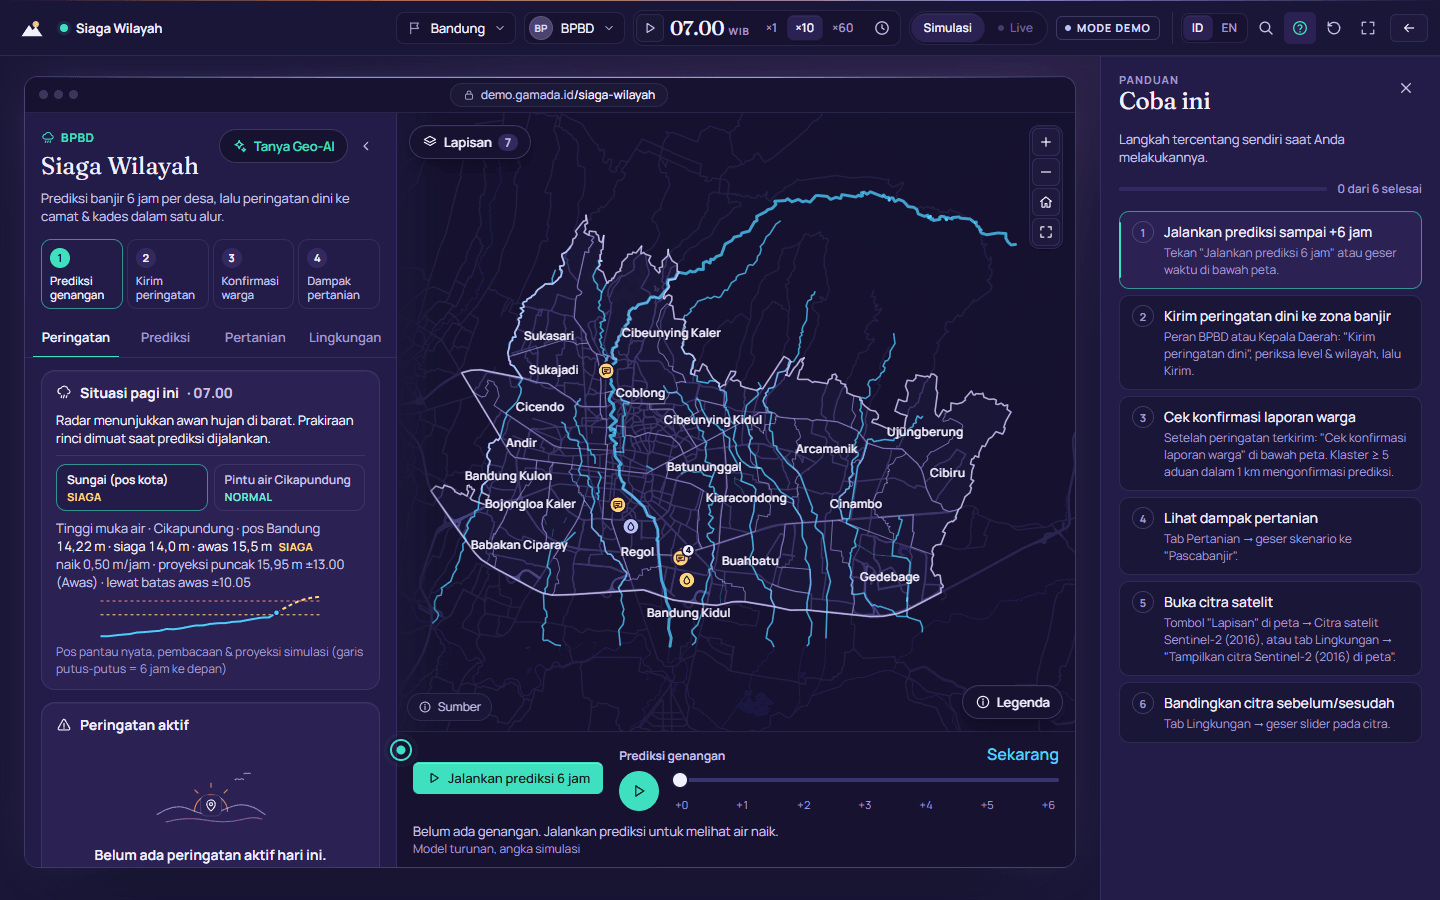 Siaga Wilayah
Bandung
BP BPBD
07.00 WIB
×1 ×10 ×60
Simulasi
Live
MODE DEMO
ID EN
demo.gamada.id/siaga-wilayah
BPBD
Siaga Wilayah
Tanya Geo-AI
Prediksi banjir 6 jam per desa, lalu peringatan dini ke
camat & kades dalam satu alur.
1
Prediksi
genangan
2
Kirim
peringatan
3
Konfirmasi
warga
4
Dampak
pertanian
Peringatan
Prediksi
Pertanian
Lingkungan
Situasi pagi ini · 07.00
Radar menunjukkan awan hujan di barat. Prakiraan
rinci dimuat saat prediksi dijalankan.
Sungai (pos kota)
SIAGA
Pintu air Cikapundung
NORMAL
Tinggi muka air · Cikapundung · pos Bandung
14,22 m · siaga 14,0 m · awas 15,5 m SIAGA
naik 0,50 m/jam · proyeksi puncak 15,95 m ±13.00
(Awas) · lewat batas awas ±10.05
Pos pantau nyata, pembacaan & proyeksi simulasi (garis
putus-putus = 6 jam ke depan)
Peringatan aktif
Belum ada peringatan aktif hari ini.
Lapisan 7
Sukasari
Cibeunying Kaler
Sukajadi
Coblong
Cicendo
Cibeunying Kidul
Ujungberung
Andir
Arcamanik
Batununggal
Cibiru
Bandung Kulon
Kiaracondong
Bojongloa Kaler
Cinambo
Babakan Ciparay
Regol
4
Buahbatu
Gedebage
Bandung Kidul
Sumber
Legenda
Jalankan prediksi 6 jam
Prediksi genangan
Sekarang
+0 +1 +2 +3 +4 +5 +6
Belum ada genangan. Jalankan prediksi untuk melihat air naik.
Model turunan, angka simulasi
PANDUAN
Coba ini
Langkah tercentang sendiri saat Anda
melakukannya.
0 dari 6 selesai
1
Jalankan prediksi sampai +6 jam
Tekan "Jalankan prediksi 6 jam" atau geser
waktu di bawah peta.
2
Kirim peringatan dini ke zona banjir
Peran BPBD atau Kepala Daerah: "Kirim
peringatan dini", periksa level & wilayah, lalu
Kirim.
3
Cek konfirmasi laporan warga
Setelah peringatan terkirim: "Cek konfirmasi
laporan warga" di bawah peta. Klaster ≥ 5
aduan dalam 1 km mengonfirmasi prediksi.
4
Lihat dampak pertanian
Tab Pertanian → geser skenario ke
"Pascabanjir".
5
Buka citra satelit
Tombol "Lapisan" di peta → Citra satelit
Sentinel-2 (2016), atau tab Lingkungan →
"Tampilkan citra Sentinel-2 (2016) di peta".
6
Bandingkan citra sebelum/sesudah
Tab Lingkungan → geser slider pada citra.